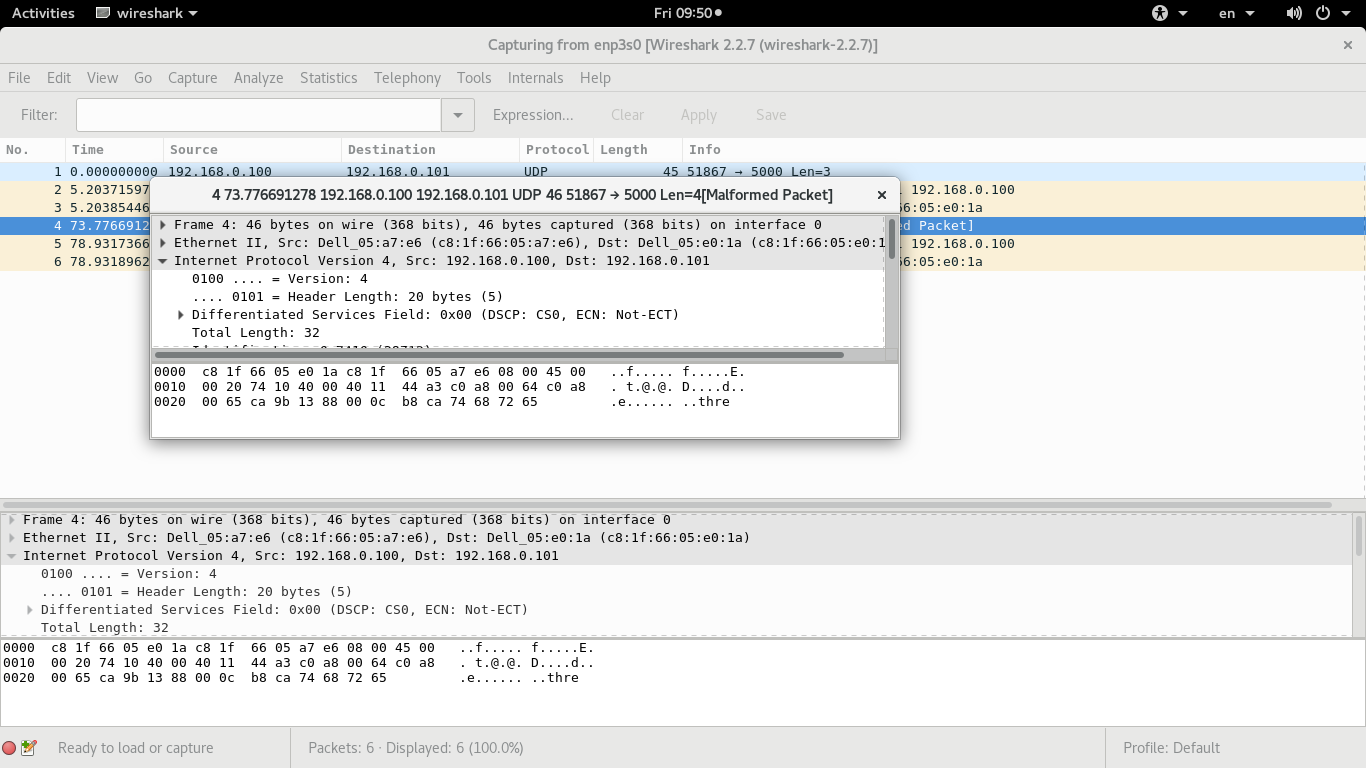 Activities wireshark Fri 09:50 en
Capturing from enp3s0 [Wireshark 2.2.7 (wireshark-2.2.7)]
File Edit View Go Capture Analyze Statistics Telephony Tools Internals Help
Filter: Expression... Clear Apply Save
No. Time Source Destination Protocol Length Info
1 0.000000000 192.168.0.100 192.168.0.101 UDP 45 51867 → 5000 Len=3
2 5.20371597 192.168.0.100
3 5.20385446 56:05:e0:1a
4 73.7766912 ed Packet]
5 78.9317366 192.168.0.100
6 78.9318962 56:05:e0:1a
4 73.776691278 192.168.0.100 192.168.0.101 UDP 46 51867 → 5000 Len=4[Malformed Packet]
Frame 4: 46 bytes on wire (368 bits), 46 bytes captured (368 bits) on interface 0
Ethernet II, Src: Dell_05:a7:e6 (c8:1f:66:05:a7:e6), Dst: Dell_05:e0:1a (c8:1f:66:05:e0:1
Internet Protocol Version 4, Src: 192.168.0.100, Dst: 192.168.0.101
0100 .... = Version: 4
.... 0101 = Header Length: 20 bytes (5)
Differentiated Services Field: 0x00 (DSCP: CS0, ECN: Not-ECT)
Total Length: 32
0000 c8 1f 66 05 e0 1a c8 1f 66 05 a7 e6 08 00 45 00 ..f..... f.....E.
0010 00 20 74 10 40 00 40 11 44 a3 c0 a8 00 64 c0 a8 . t.@.@. D....d..
0020 00 65 ca 9b 13 88 00 0c b8 ca 74 68 72 65 .e...... ..thre
Frame 4: 46 bytes on wire (368 bits), 46 bytes captured (368 bits) on interface 0
Ethernet II, Src: Dell_05:a7:e6 (c8:1f:66:05:a7:e6), Dst: Dell_05:e0:1a (c8:1f:66:05:e0:1a)
Internet Protocol Version 4, Src: 192.168.0.100, Dst: 192.168.0.101
0100 .... = Version: 4
.... 0101 = Header Length: 20 bytes (5)
Differentiated Services Field: 0x00 (DSCP: CS0, ECN: Not-ECT)
Total Length: 32
0000 c8 1f 66 05 e0 1a c8 1f 66 05 a7 e6 08 00 45 00 ..f..... f.....E.
0010 00 20 74 10 40 00 40 11 44 a3 c0 a8 00 64 c0 a8 . t.@.@. D....d..
0020 00 65 ca 9b 13 88 00 0c b8 ca 74 68 72 65 .e...... ..thre
Ready to load or capture Packets: 6 · Displayed: 6 (100.0%) Profile: Default